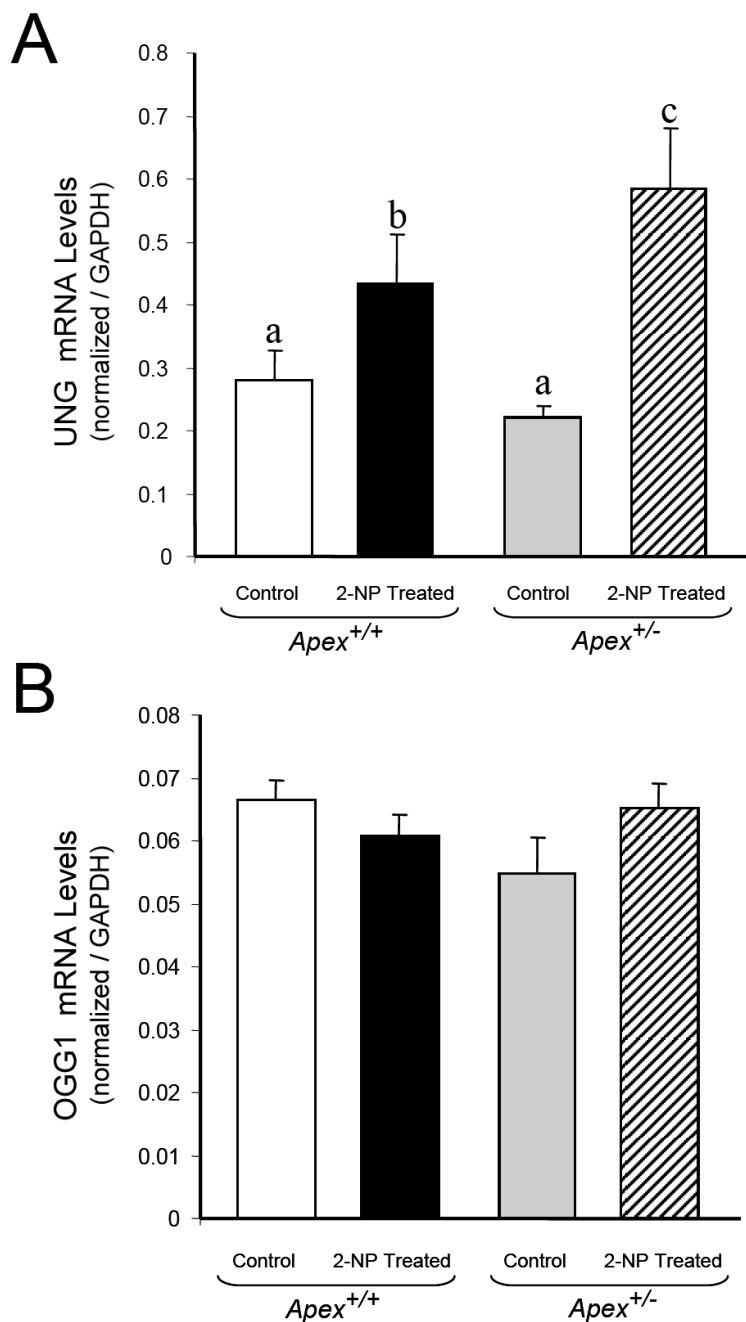 A
UNG mRNA Levels
(normalized / GAPDH)
0.8
0.7
0.6
0.5
0.4
0.3
0.2
0.1
0
a
b
a
c
Control 2-NP Treated Control 2-NP Treated
Apex+/+ Apex+/-
B
OGG1 mRNA Levels
(normalized / GAPDH)
0.08
0.07
0.06
0.05
0.04
0.03
0.02
0.01
0
Control 2-NP Treated Control 2-NP Treated
Apex+/+ Apex+/-